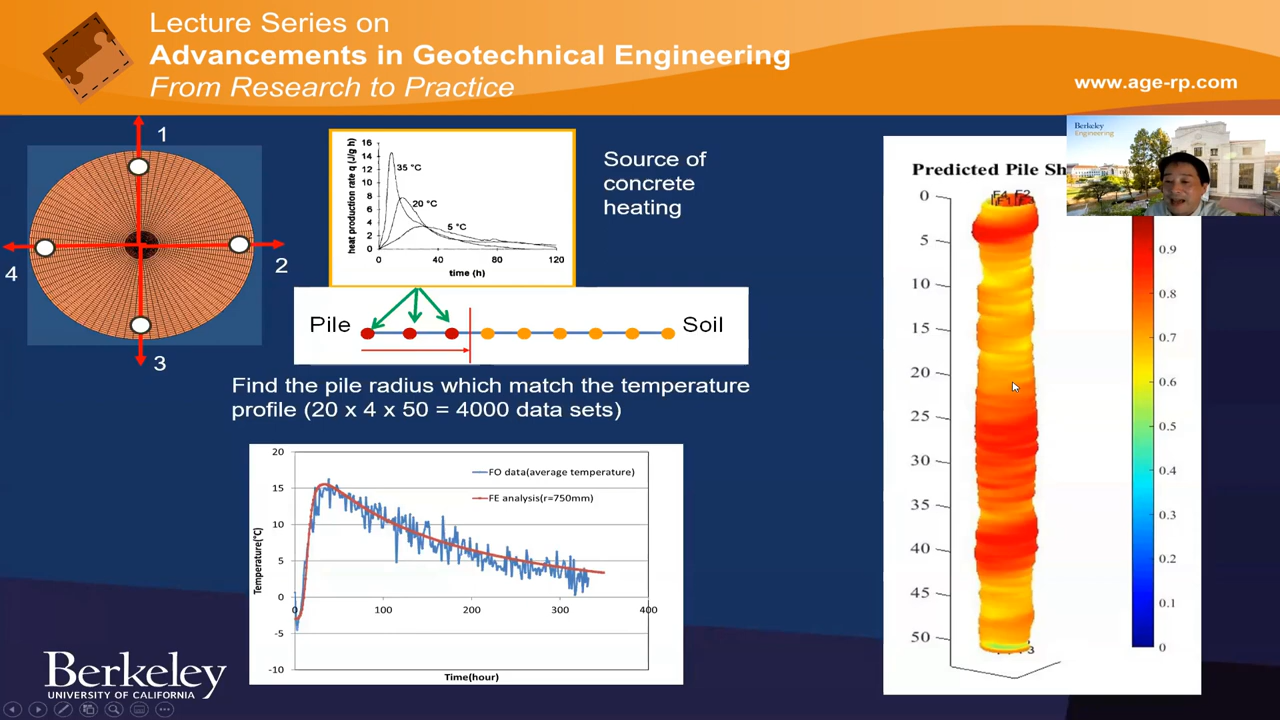 Lecture Series on
Advancements in Geotechnical Engineering
From Research to Practice
www.age-rp.com
Berkeley
Engineering
1
2
3
4
heat production rate q (J/g h)
16
14
12
10
8
6
4
2
0
35 °C
20 °C
5 °C
0
40
80
120
time (h)
Source of
concrete
heating
Pile
Soil
Find the pile radius which match the temperature
profile (20 x 4 x 50 = 4000 data sets)
Temperature(°C)
20
15
10
5
0
-5
-10
FO data(average temperature)
FE analysis(r=750mm)
0
100
200
300
400
Time(hour)
Predicted Pile Sh
F4
F2
0
5
10
15
20
25
30
35
40
45
50
0.9
0.8
0.7
0.6
0.5
0.4
0.3
0.2
0.1
0
Berkeley
UNIVERSITY OF CALIFORNIA